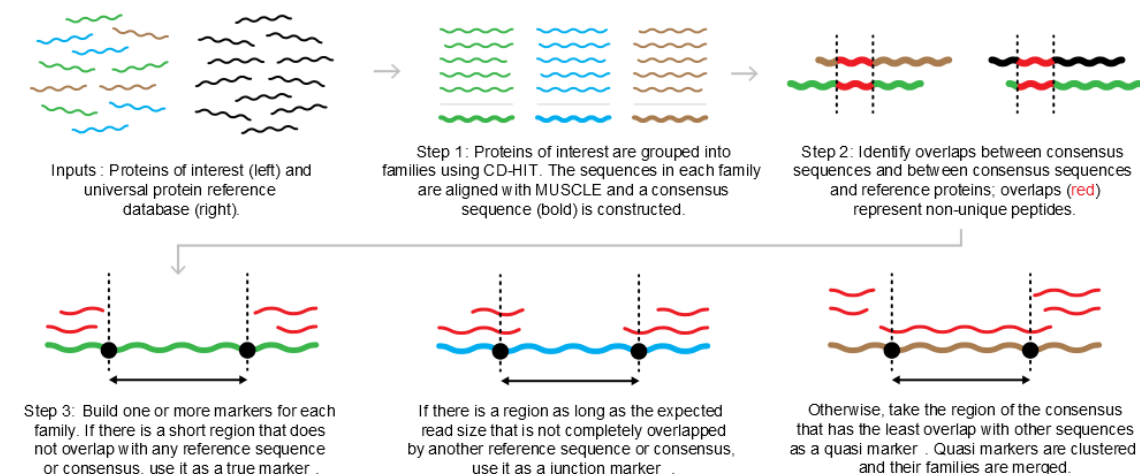 Inputs : Proteins of interest (left) and
universal protein reference
database (right).
Step 1: Proteins of interest are grouped into
families using CD-HIT. The sequences in each family
are aligned with MUSCLE and a consensus
sequence (bold) is constructed.
Step 2: Identify overlaps between consensus
sequences and between consensus sequences
and reference proteins; overlaps (red)
represent non-unique peptides.
Step 3: Build one or more markers for each
family. If there is a short region that does
not overlap with any reference sequence
or consensus, use it as a true marker .
If there is a region as long as the expected
read size that is not completely overlapped
by another reference sequence or consensus,
use it as a junction marker .
Otherwise, take the region of the consensus
that has the least overlap with other sequences
as a quasi marker . Quasi markers are clustered
and their families are merged.